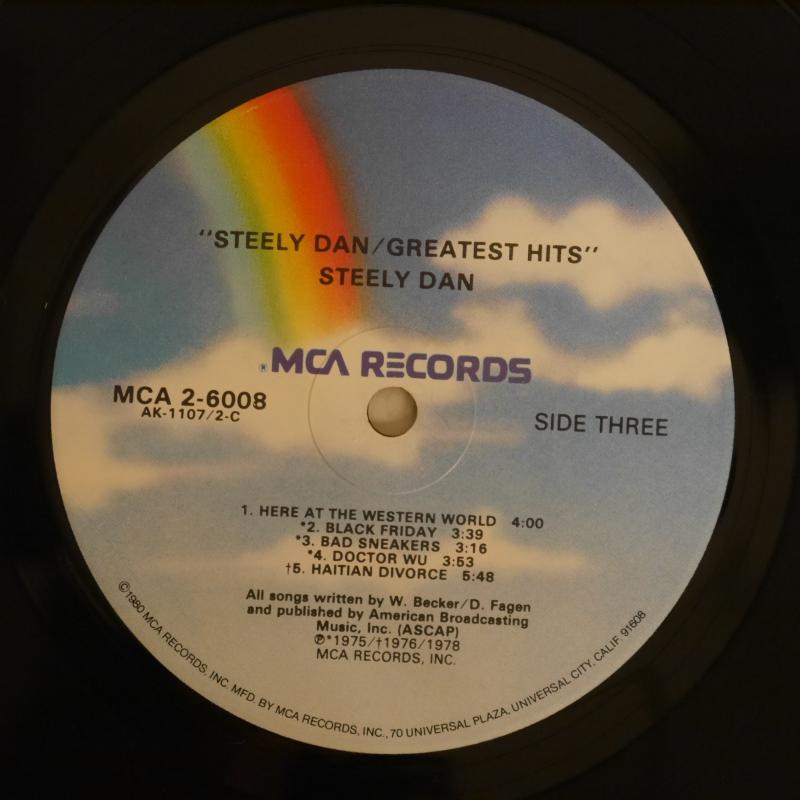 "STEELY DAN/GREATEST HITS"
STEELY DAN
®MCA RECORDS
MCA 2-6008
AK-1107/2-C
SIDE THREE
1. HERE AT THE WESTERN WORLD 4:00
*2. BLACK FRIDAY 3:39
*3. BAD SNEAKERS 3:16
*4. DOCTOR WU 3:53
†5. HAITIAN DIVORCE 5:48
All songs written by W. Becker/D. Fagen
and published by American Broadcasting
Music, Inc. (ASCAP)
℗*1975/†1976/1978
MCA RECORDS, INC.
©1980 MCA RECORDS, INC. MFD. BY MCA RECORDS, INC., 70 UNIVERSAL PLAZA, UNIVERSAL CITY, CALIF. 91608